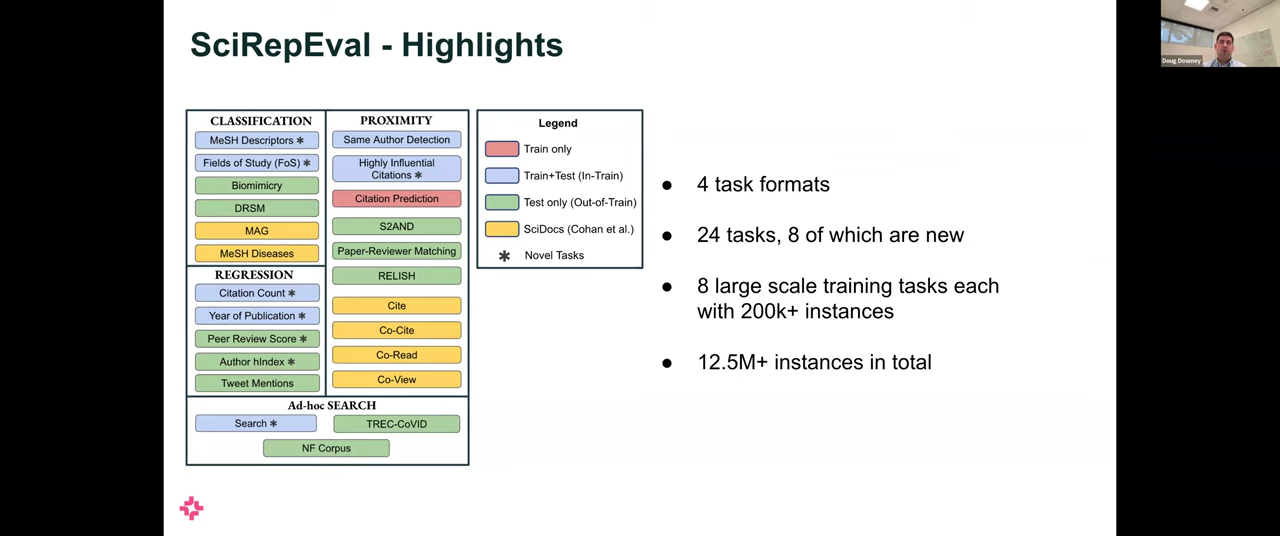 SciRepEval - Highlights
Doug Downey
CLASSIFICATION
MeSH Descriptors ✱
Fields of Study (FoS) ✱
Biomimicry
DRSM
MAG
MeSH Diseases
REGRESSION
Citation Count ✱
Year of Publication ✱
Peer Review Score ✱
Author hIndex ✱
Tweet Mentions
PROXIMITY
Same Author Detection
Highly Influential
Citations ✱
Citation Prediction
S2AND
Paper-Reviewer Matching
RELISH
Cite
Co-Cite
Co-Read
Co-View
Ad-hoc SEARCH
Search ✱
TREC-CoVID
NF Corpus
Legend
Train only
Train+Test (In-Train)
Test only (Out-of-Train)
SciDocs (Cohan et al.)
✱ Novel Tasks
● 4 task formats
● 24 tasks, 8 of which are new
● 8 large scale training tasks each
with 200k+ instances
● 12.5M+ instances in total